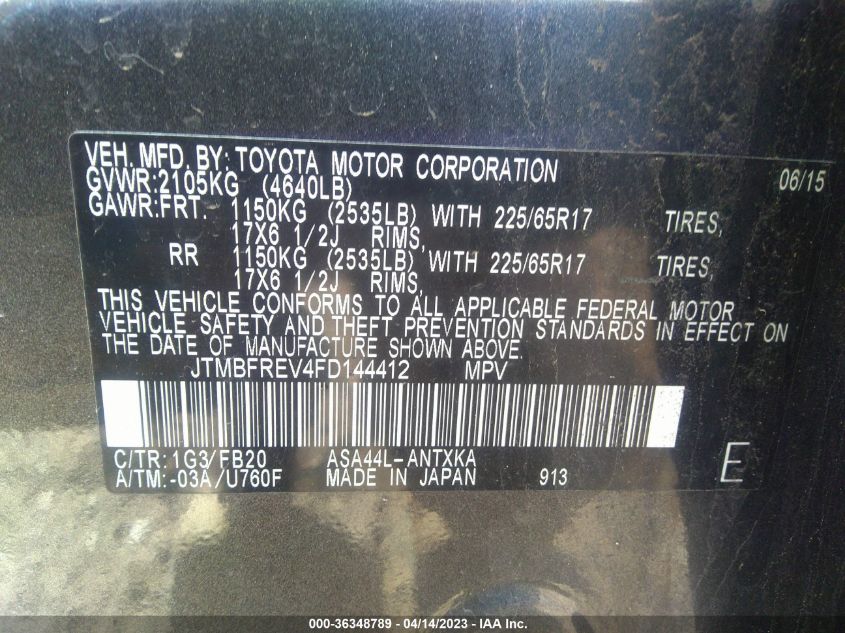 VEH. MFD. BY: TOYOTA MOTOR CORPORATION 06/15
GVWR:2105KG (4640LB)
GAWR:FRT. 1150KG (2535LB) WITH 225/65R17 TIRES,
17X6 1/2J RIMS,
RR 1150KG (2535LB) WITH 225/65R17 TIRES,
17X6 1/2J RIMS,
THIS VEHICLE CONFORMS TO ALL APPLICABLE FEDERAL MOTOR
VEHICLE SAFETY AND THEFT PREVENTION STANDARDS IN EFFECT ON
THE DATE OF MANUFACTURE SHOWN ABOVE.
JTMBFREV4FD144412 MPV
C/TR: 1G3/FB20 ASA44L-ANTXKA
A/TM:-03A/U760F MADE IN JAPAN 913 E
000-36348789 - 04/14/2023 - IAA Inc.